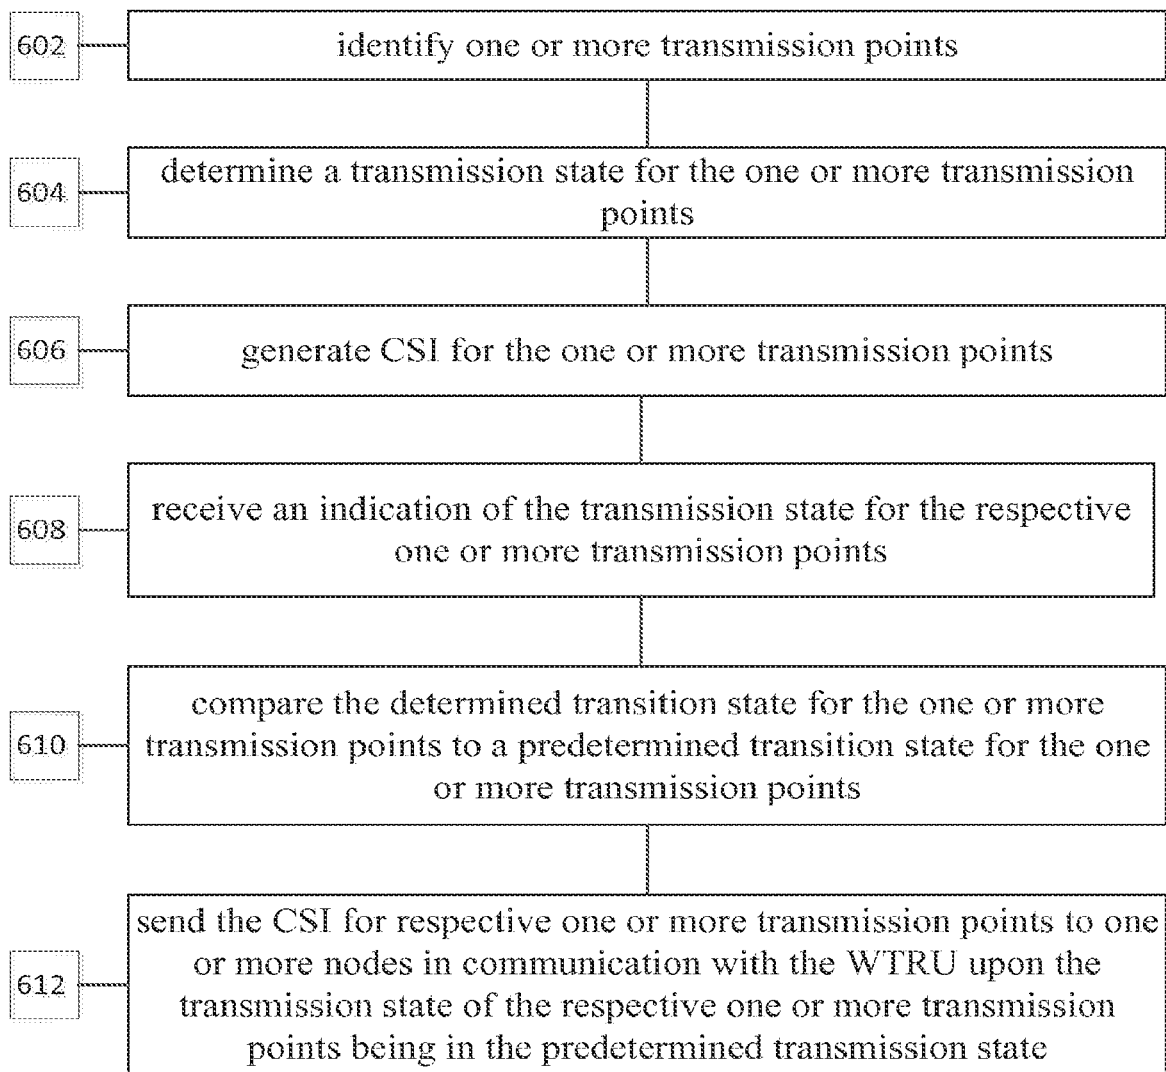 602
identify one or more transmission points
604
determine a transmission state for the one or more transmission
points
606
generate CSI for the one or more transmission points
608
receive an indication of the transmission state for the respective
one or more transmission points
610
compare the determined transition state for the one or more
transmission points to a predetermined transition state for the one
or more transmission points
612
send the CSI for respective one or more transmission points to one
or more nodes in communication with the WTRU upon the
transmission state of the respective one or more transmission
points being in the predetermined transmission state